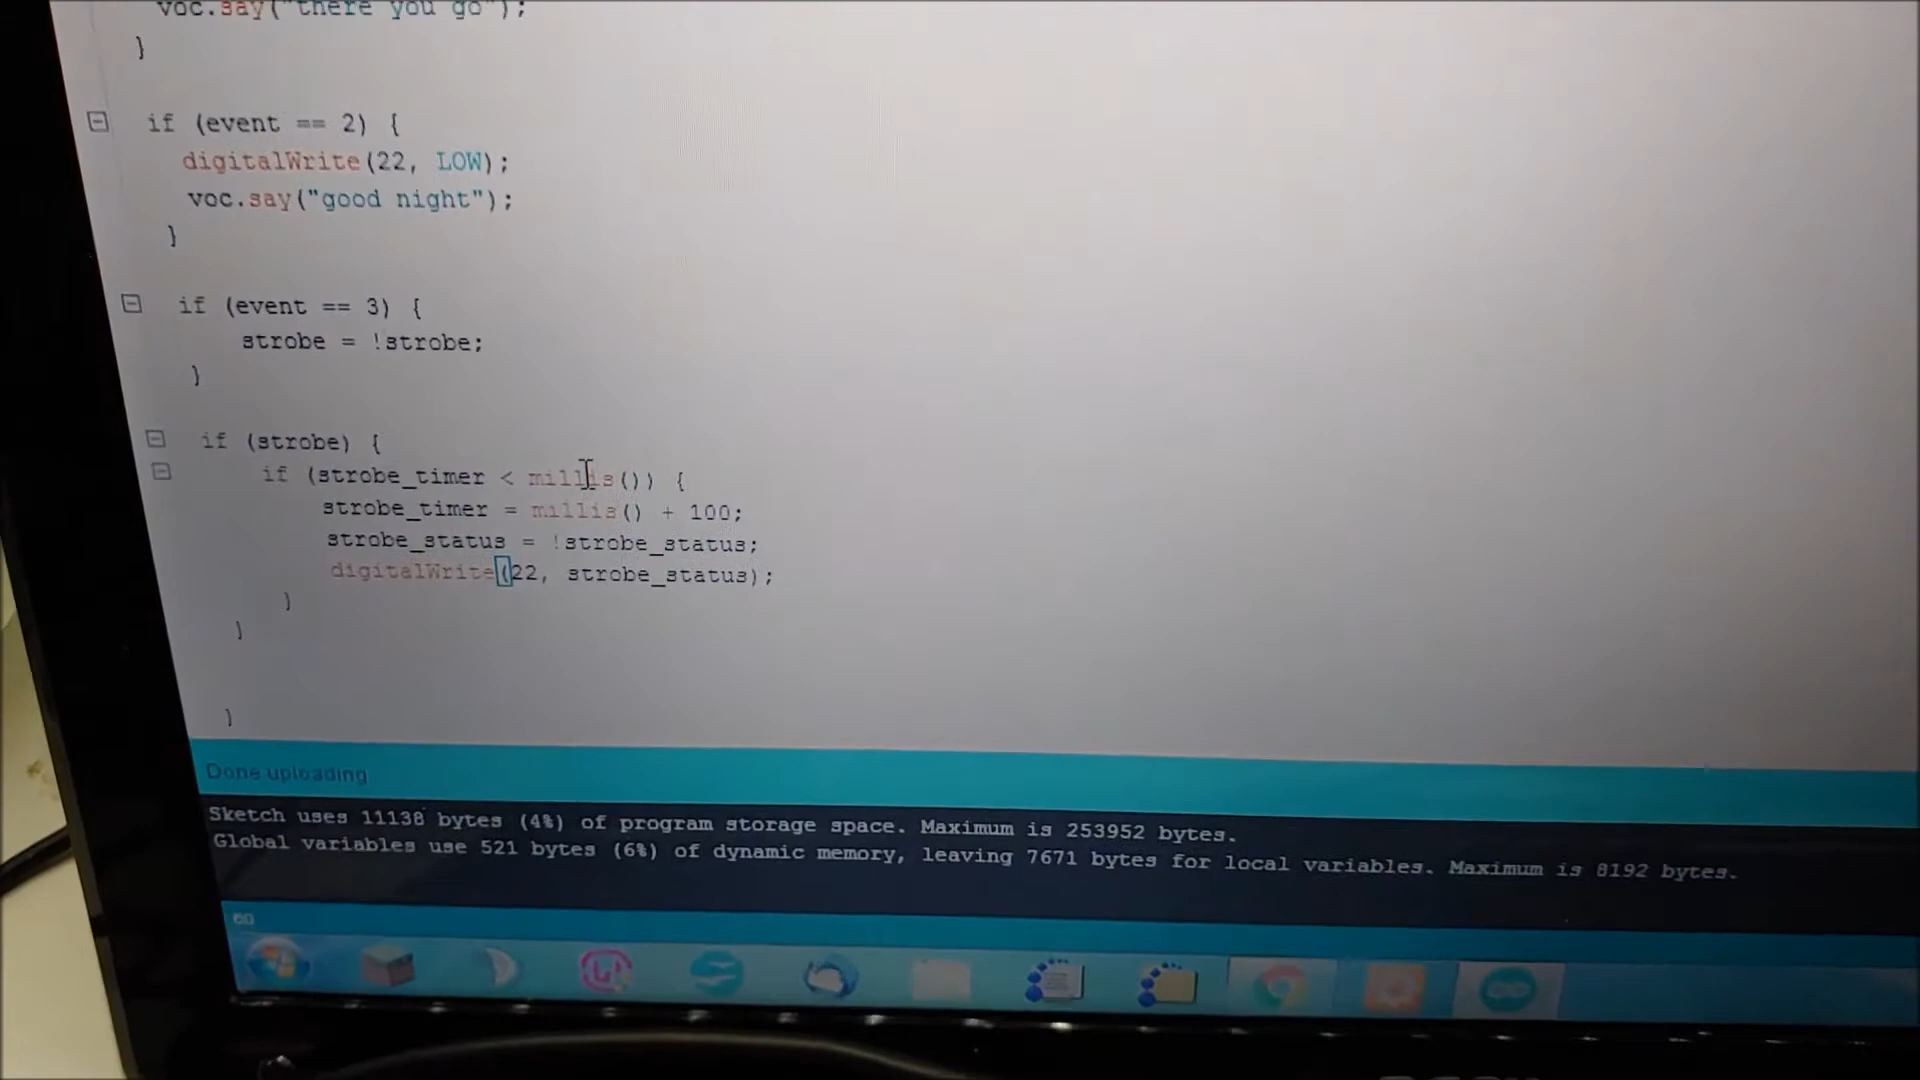 voc.say("there you go");
}
if (event == 2) {
digitalWrite(22, LOW);
voc.say("good night");
}
if (event == 3) {
strobe = !strobe;
}
if (strobe) {
if (strobe_timer < millis()) {
strobe_timer = millis() + 100;
strobe_status = !strobe_status;
digitalWrite(22, strobe_status);
}
}
}
Done uploading
Sketch uses 11138 bytes (4%) of program storage space. Maximum is 253952 bytes.
Global variables use 521 bytes (6%) of dynamic memory, leaving 7671 bytes for local variables. Maximum is 8192 bytes.
60